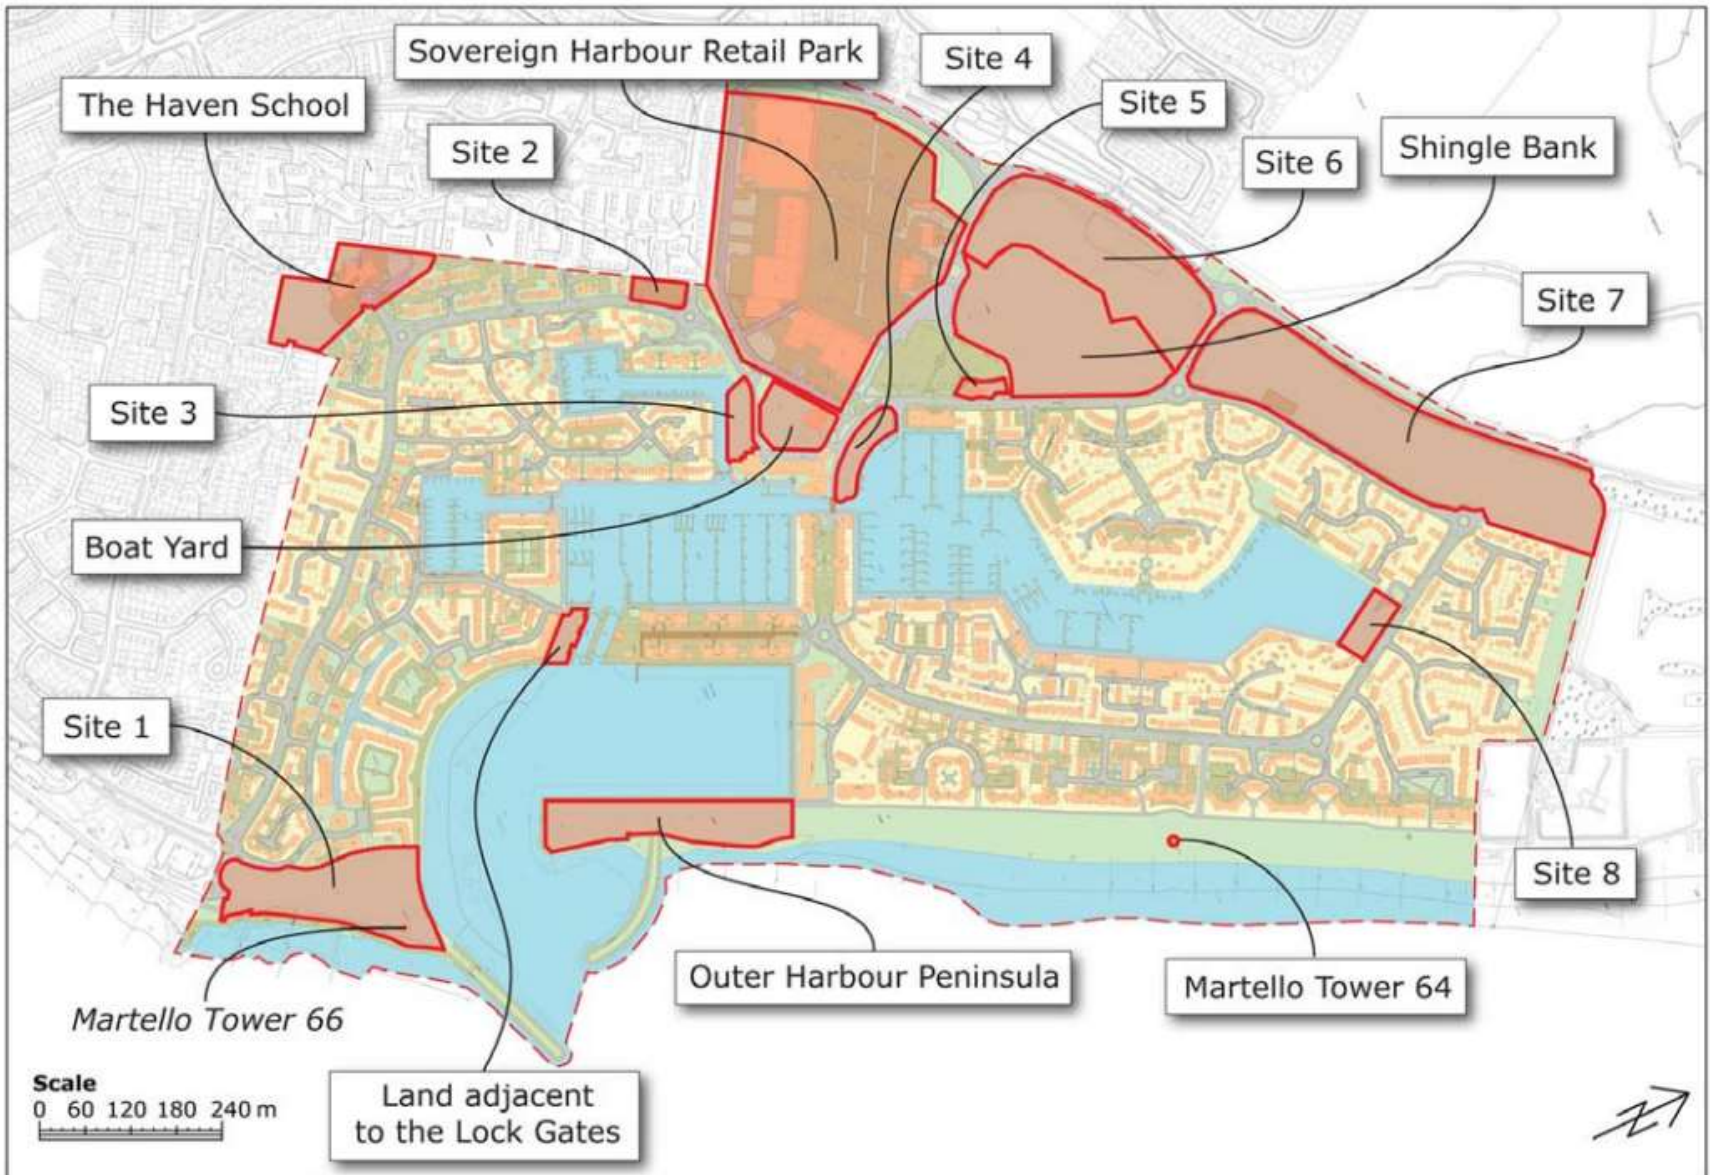 Sovereign Harbour Retail Park
Site 4
The Haven School
Site 5
Site 2
Site 6
Shingle Bank
Site 7
Site 3
Boat Yard
Site 1
Site 8
Outer Harbour Peninsula
Martello Tower 64
Martello Tower 66
Land adjacent
to the Lock Gates
Scale
0 60 120 180 240 m
N